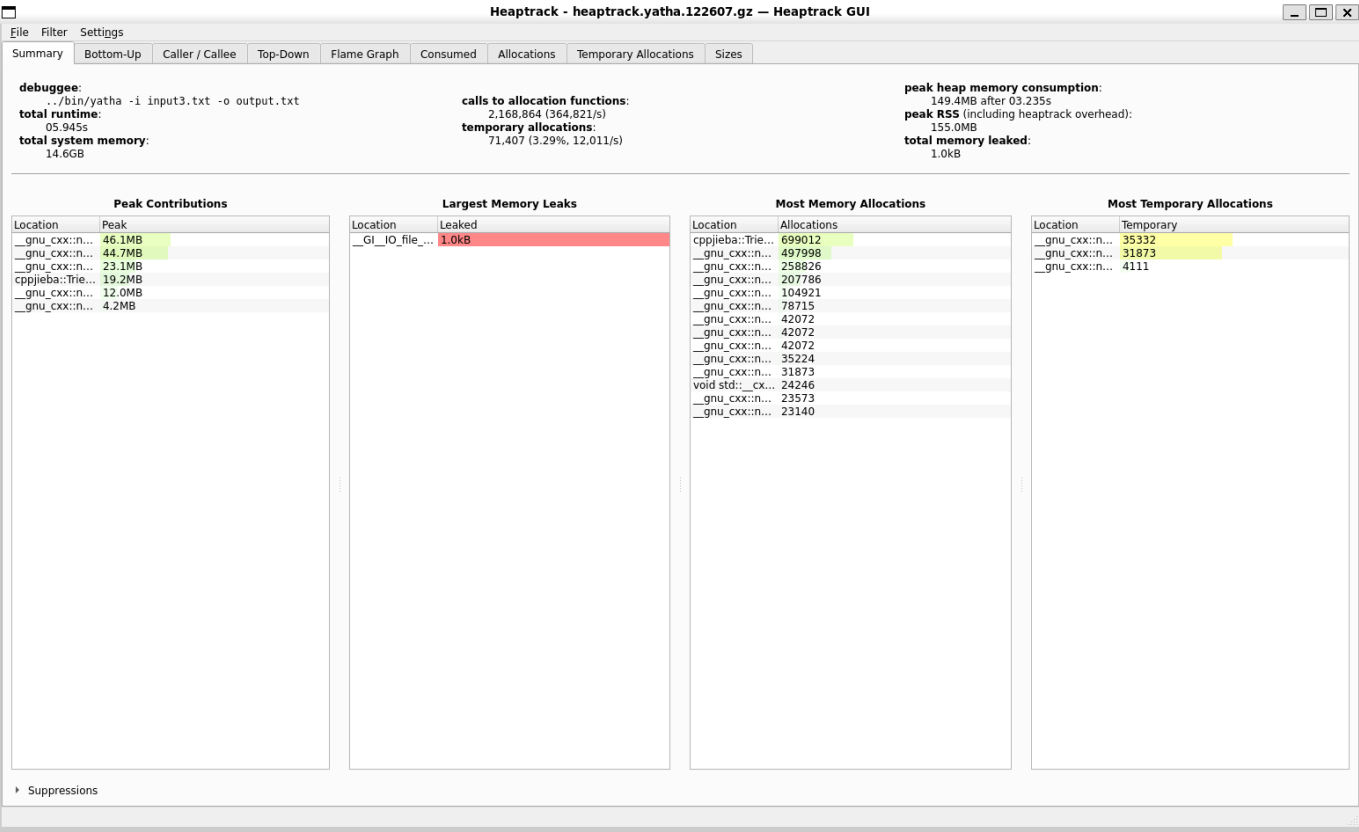 Heaptrack - heaptrack.yatha.122607.gz — Heaptrack GUI
File Filter Settings
Summary Bottom-Up Caller / Callee Top-Down Flame Graph Consumed Allocations Temporary Allocations Sizes
debuggee:
../bin/yatha -i input3.txt -o output.txt
total runtime:
05.945s
total system memory:
14.6GB
calls to allocation functions:
2,168,864 (364,821/s)
temporary allocations:
71,407 (3.29%, 12,011/s)
peak heap memory consumption:
149.4MB after 03.235s
peak RSS (including heaptrack overhead):
155.0MB
total memory leaked:
1.0kB
Peak Contributions
Location Peak
__gnu_cxx::n... 46.1MB
__gnu_cxx::n... 44.7MB
__gnu_cxx::n... 23.1MB
cppjieba::Trie... 19.2MB
__gnu_cxx::n... 12.0MB
__gnu_cxx::n... 4.2MB
Largest Memory Leaks
Location Leaked
__GI__IO_file_... 1.0kB
Most Memory Allocations
Location Allocations
cppjieba::Trie... 699012
__gnu_cxx::n... 497998
__gnu_cxx::n... 258826
__gnu_cxx::n... 207786
__gnu_cxx::n... 104921
__gnu_cxx::n... 78715
__gnu_cxx::n... 42072
__gnu_cxx::n... 42072
__gnu_cxx::n... 42072
__gnu_cxx::n... 35224
__gnu_cxx::n... 31873
void std::__cx... 24246
__gnu_cxx::n... 23573
__gnu_cxx::n... 23140
Most Temporary Allocations
Location Temporary
__gnu_cxx::n... 35332
__gnu_cxx::n... 31873
__gnu_cxx::n... 4111
Suppressions